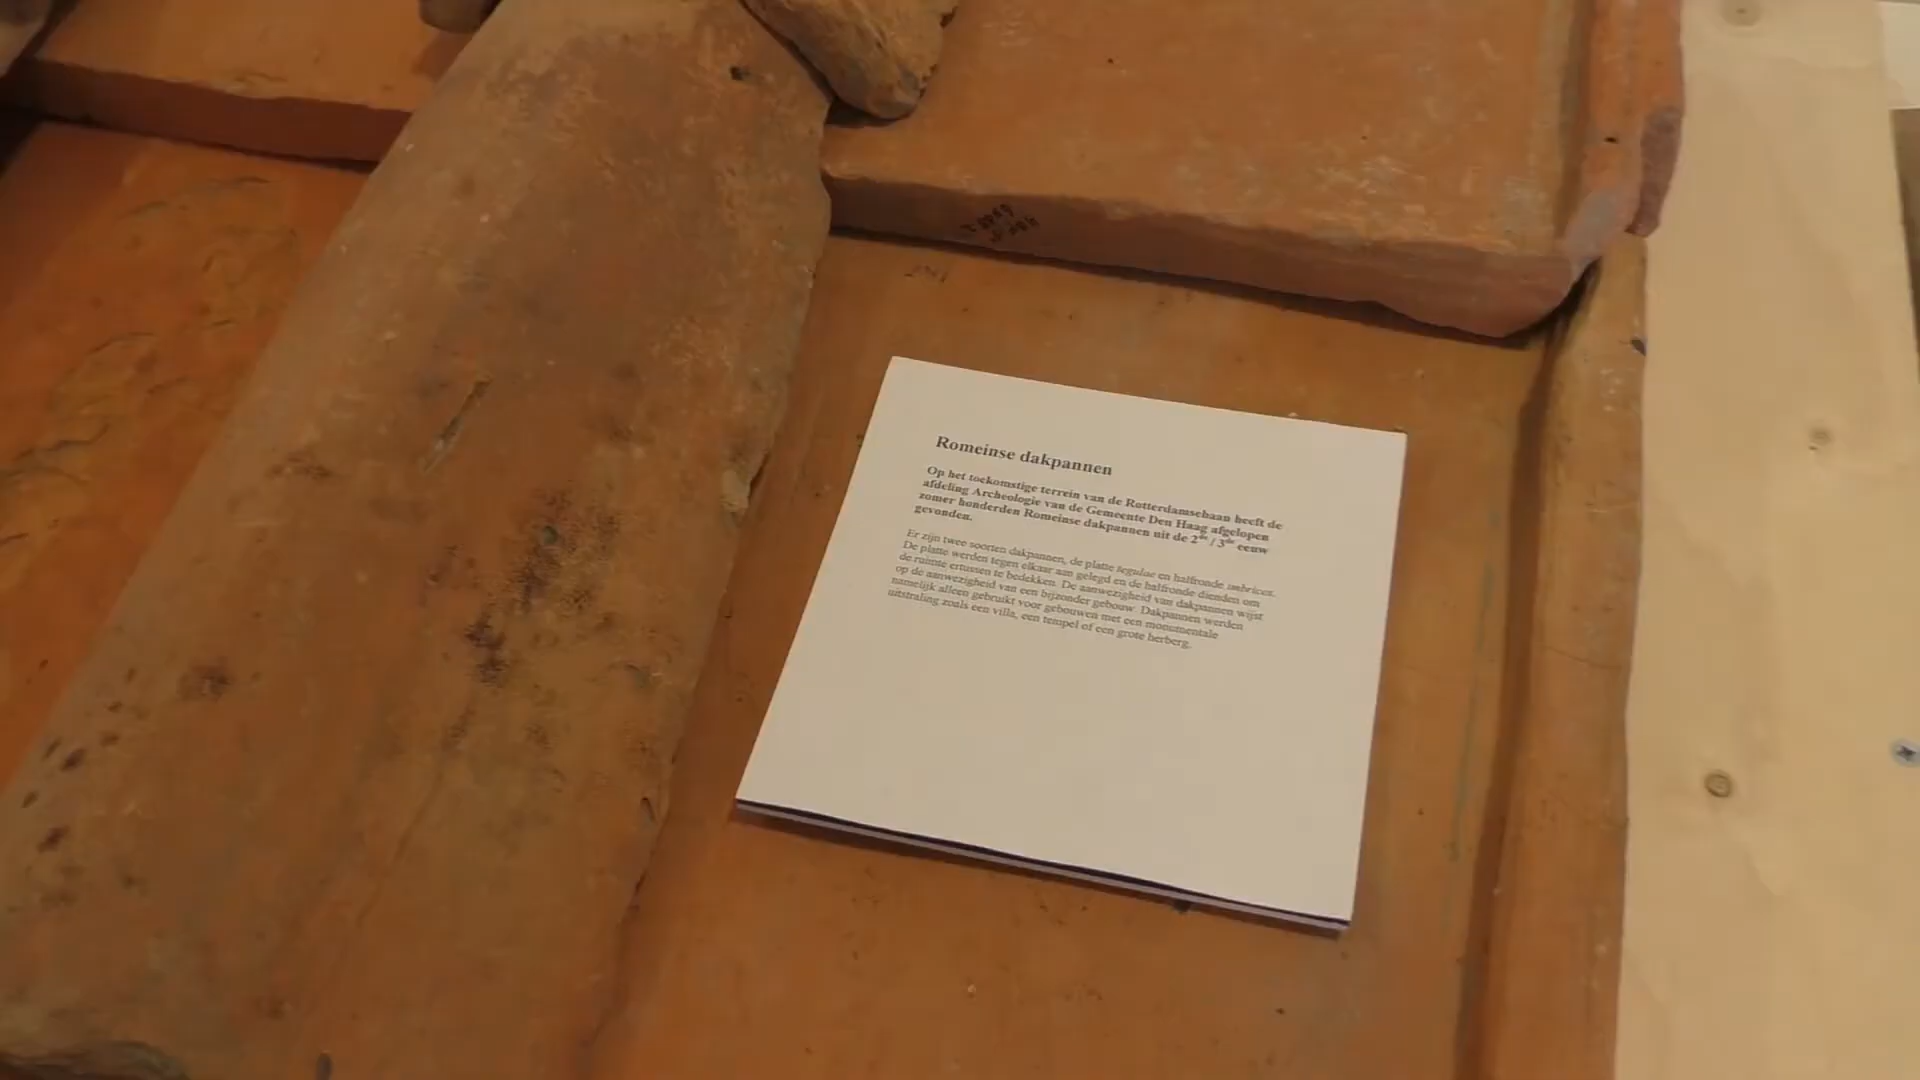 Romeinse dakpannen
Op het toekomstige terrein van de Rotterdamsebaan heeft de
afdeling Archeologie van de Gemeente Den Haag afgelopen
zomer honderden Romeinse dakpannen uit de 2de / 3de eeuw
gevonden.
Er zijn twee soorten dakpannen, de platte tegulae en halfronde imbrices.
De platte werden tegen elkaar aan gelegd en de halfronde dienden om
de ruimte ertussen te bedekken. De aanwezigheid van dakpannen wijst
op de aanwezigheid van een bijzonder gebouw. Dakpannen werden
namelijk alleen gebruikt voor gebouwen met een monumentale
uitstraling zoals een villa, een tempel of een grote herberg.